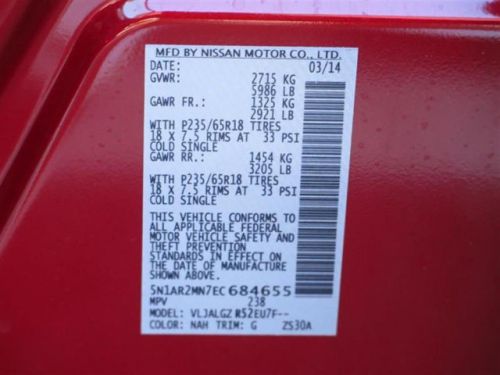 MFD BY NISSAN MOTOR CO., LTD.
DATE: 03/14
GVWR: 2715 KG
5986 LB
GAWR FR.: 1325 KG
2921 LB
WITH P235/65R18 TIRES
18 X 7.5 RIMS AT 33 PSI
COLD SINGLE
GAWR RR.: 1454 KG
3205 LB
WITH P235/65R18 TIRES
18 X 7.5 RIMS AT 33 PSI
COLD SINGLE
THIS VEHICLE CONFORMS TO
ALL APPLICABLE FEDERAL
MOTOR VEHICLE SAFETY AND
THEFT PREVENTION
STANDARDS IN EFFECT ON
THE DATE OF MANUFACTURE
SHOWN ABOVE.
5N1AR2MN7EC684655
MPV 238
MODEL: VLJALGZ R52EU7F--
COLOR: NAH TRIM: G ZS30A